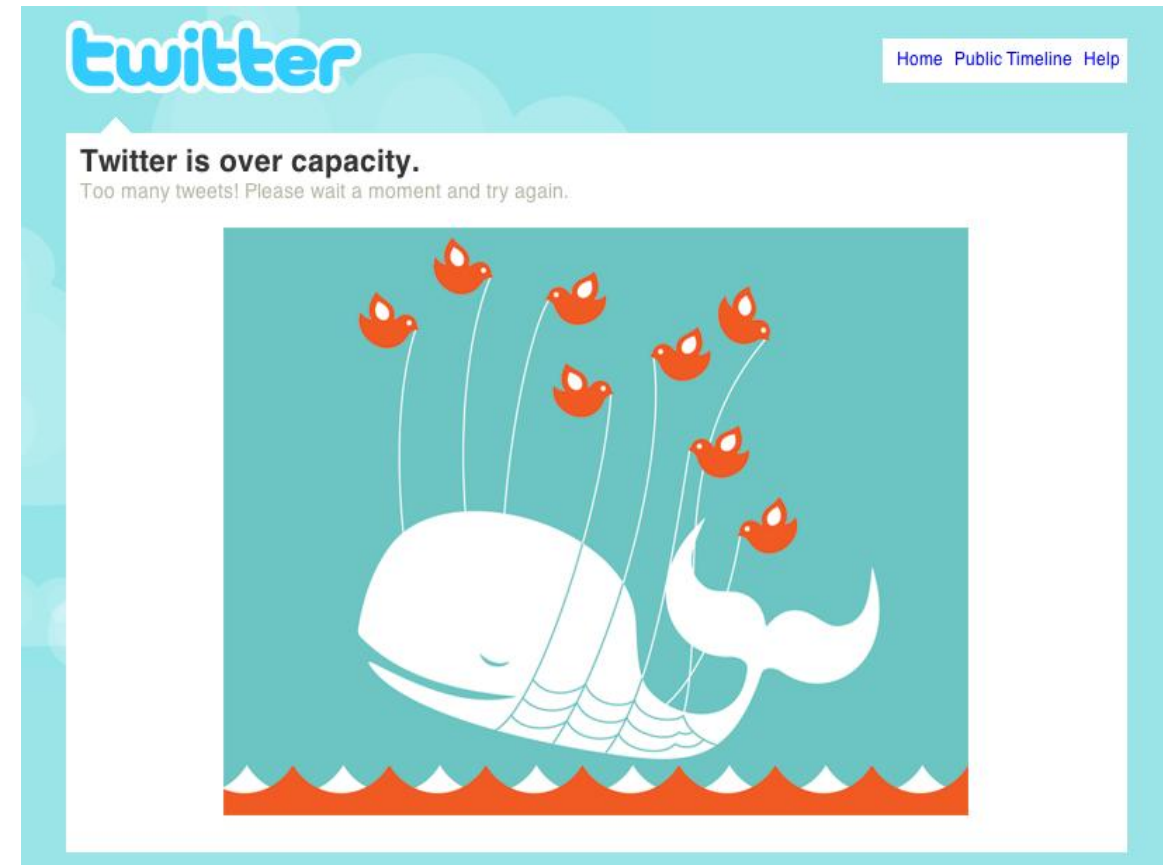 twitter
Home Public Timeline Help
Twitter is over capacity.
Too many tweets! Please wait a moment and try again.